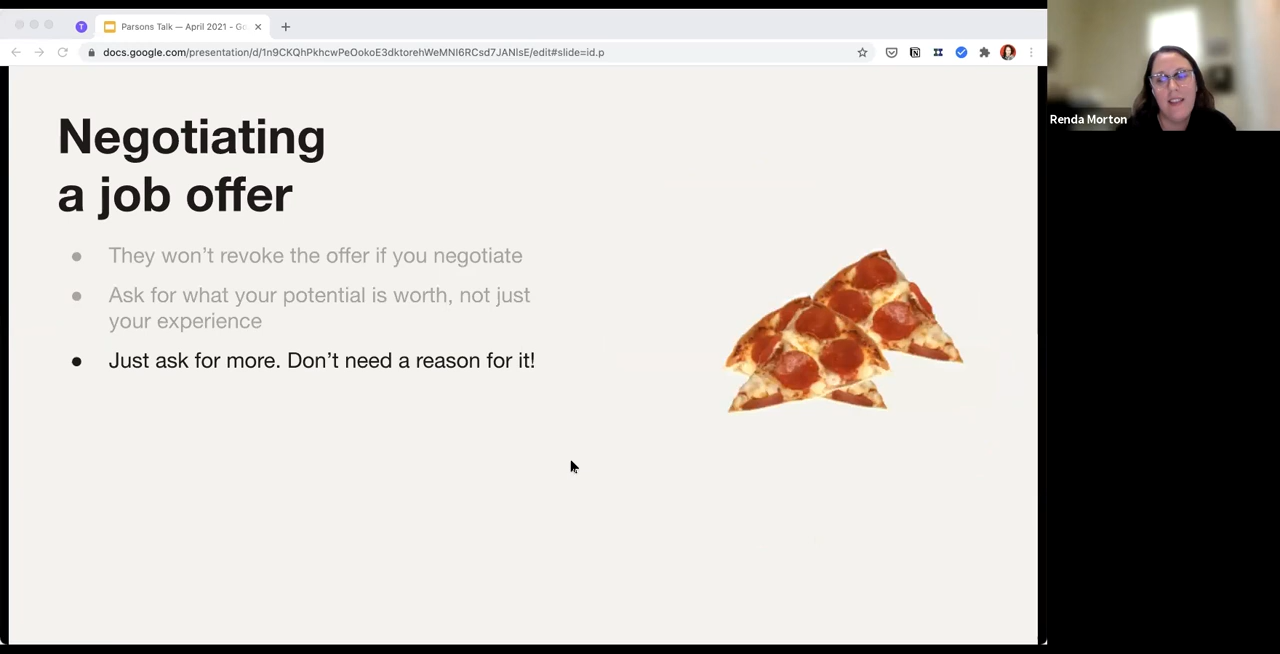 T
Parsons Talk — April 2021 - Go
docs.google.com/presentation/d/1n9CKQhPkhcwPeOokoE3dktorehWeMNI6RCsd7JANlsE/edit#slide=id.p
Renda Morton
Negotiating
a job offer
They won’t revoke the offer if you negotiate
Ask for what your potential is worth, not just
your experience
Just ask for more. Don’t need a reason for it!